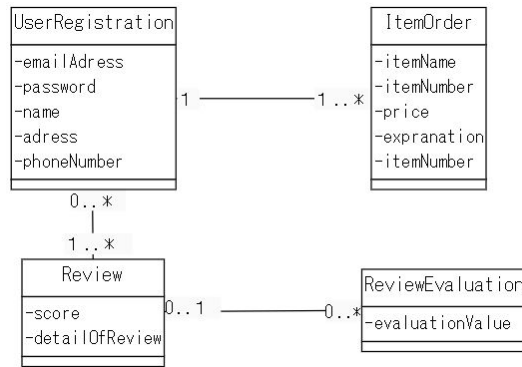 UserRegistration
-emailAdress
-password
-name
-adress
-phoneNumber
1
1..*
ItemOrder
-itemName
-itemNumber
-price
-expranation
-itemNumber
0..*
1..*
Review
-score
-detailOfReview
0..1
0..*
ReviewEvaluation
-evaluationValue